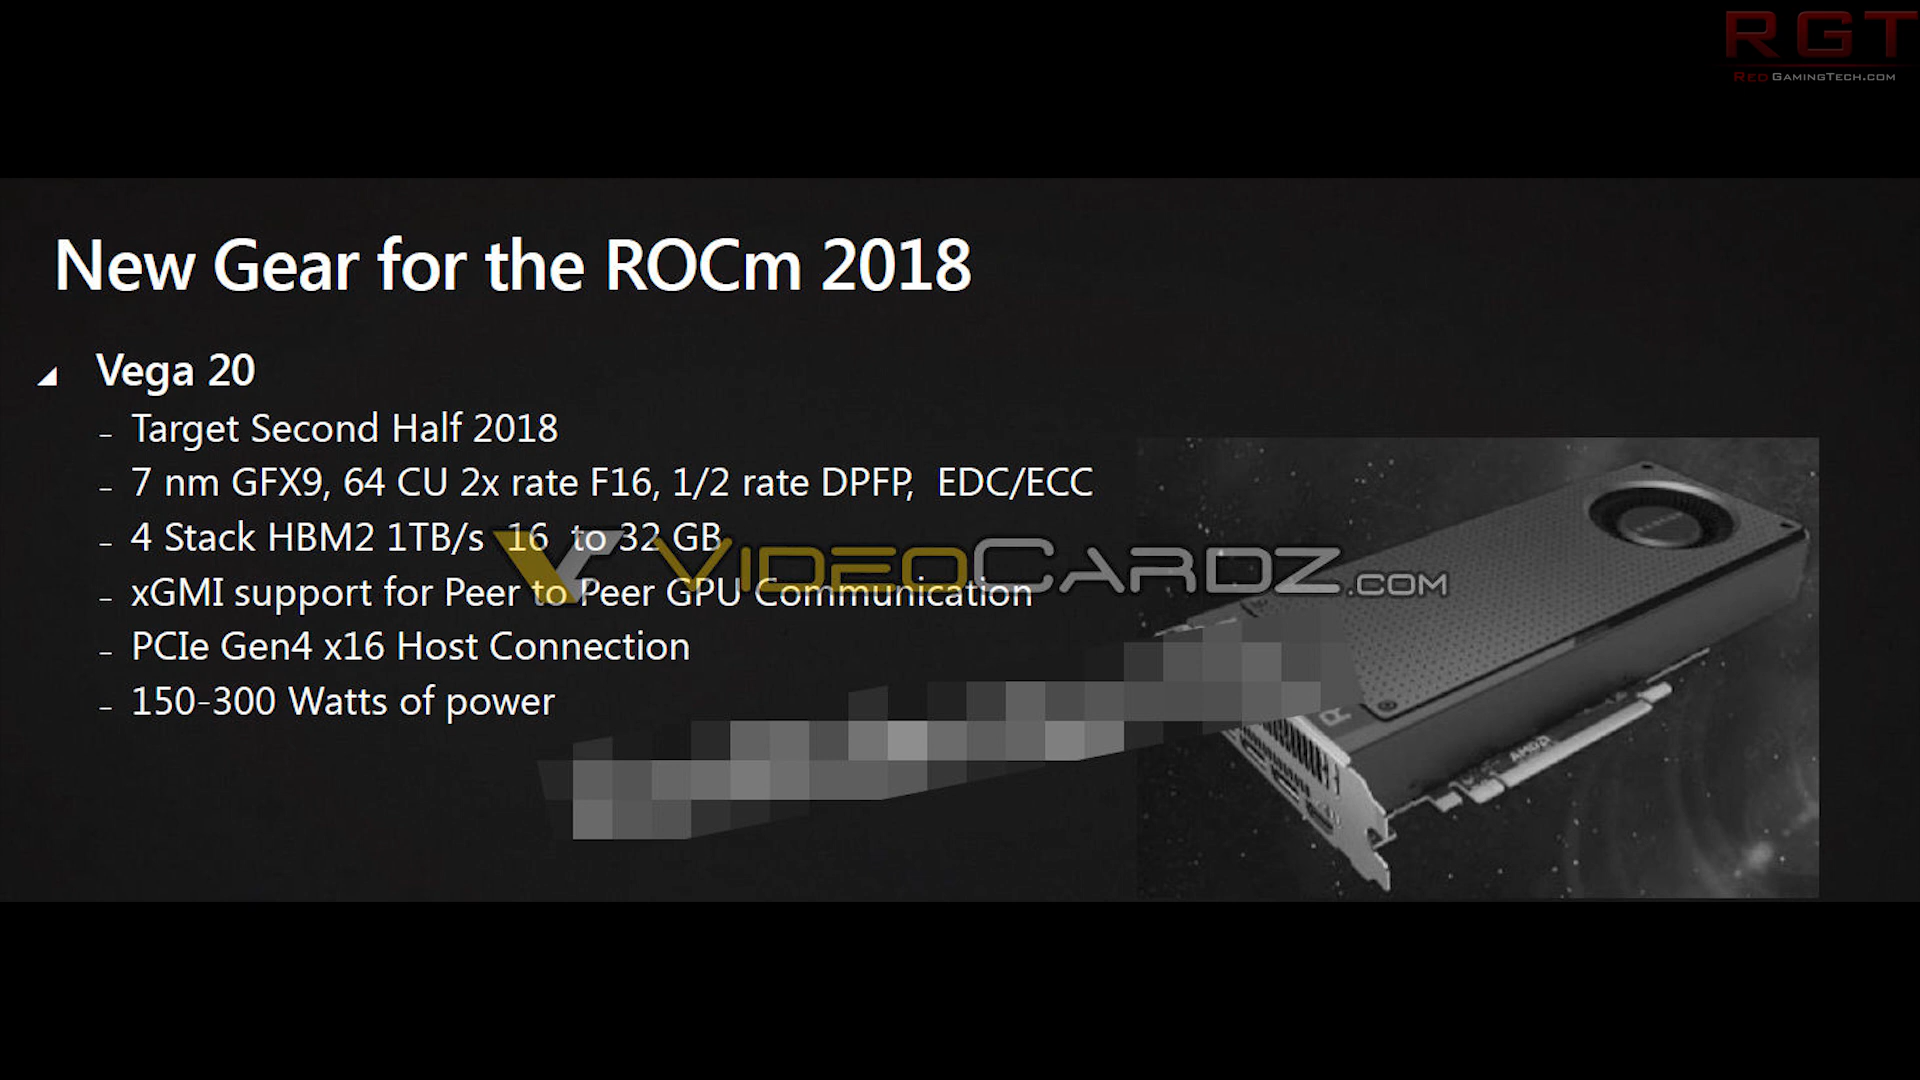 RGT
RedGamingTech.com
New Gear for the ROCm 2018
Vega 20
- Target Second Half 2018
- 7 nm GFX9, 64 CU 2x rate F16, 1/2 rate DPFP, EDC/ECC
- 4 Stack HBM2 1TB/s 16 to 32 GB
VideoCardz.com
- xGMI support for Peer to Peer GPU Communication
- PCIe Gen4 x16 Host Connection
- 150-300 Watts of power
R
AMD